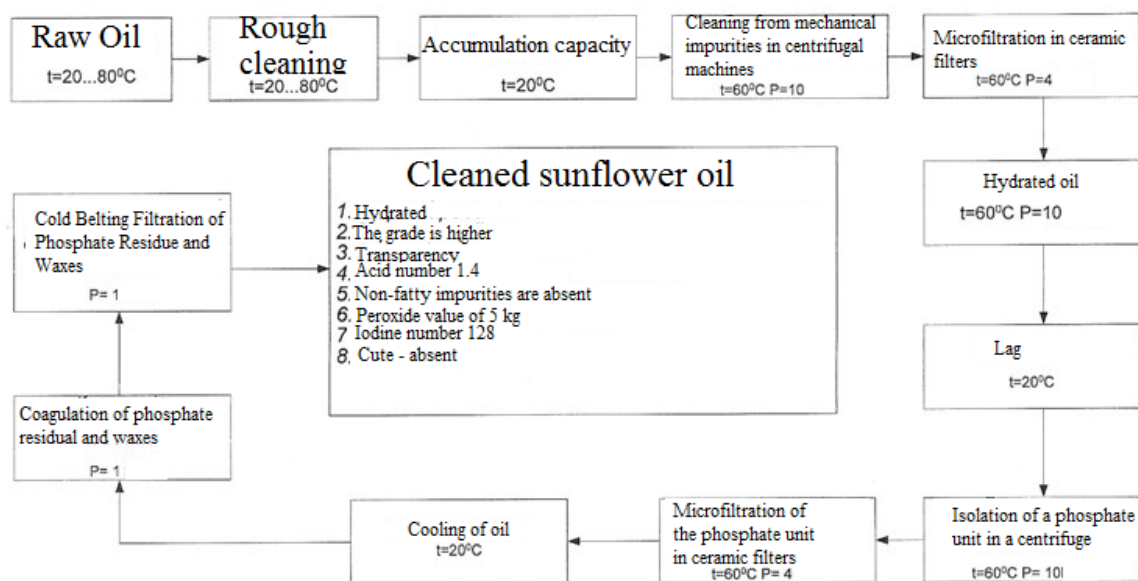 Raw Oil
t=20...80⁰C
Rough
cleaning
t=20...80⁰C
Accumulation capacity
t=20⁰C
Cleaning from mechanical
impurities in centrifugal
machines
t=60⁰C P=10
Microfiltration in ceramic
filters
t=60⁰C P=4
Hydrated oil
t=60⁰C P=10
Lag
t=20⁰C
Isolation of a phosphate
unit in a centrifuge
t=60⁰C P= 10
Microfiltration of
the phosphate unit
in ceramic filters
t=60⁰C P= 4
Cooling of oil
t=20⁰C
Coagulation of phosphate
residual and waxes
P= 1
Cold Belting Filtration of
Phosphate Residue and
Waxes
P= 1
Cleaned sunflower oil
1. Hydrated
2. The grade is higher
3. Transparency
4. Acid number 1.4
5. Non-fatty impurities are absent
6. Peroxide value of 5 kg
7 Iodine number 128
8. Cute - absent